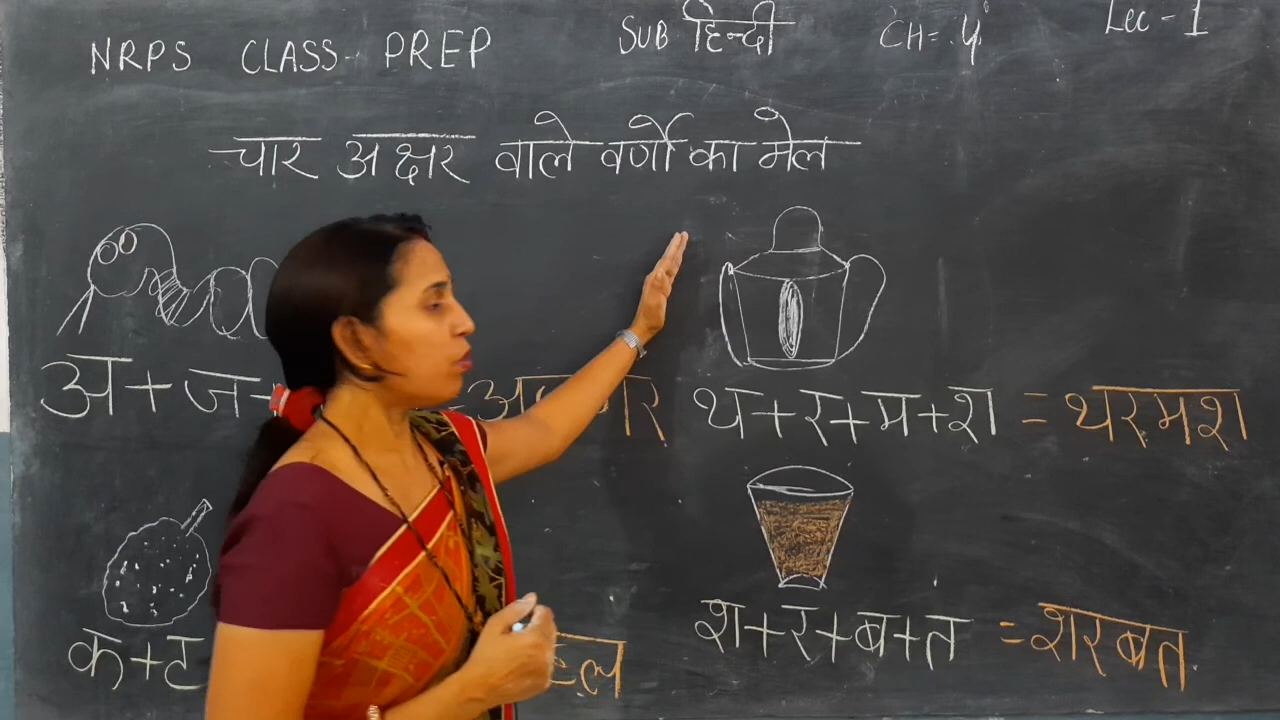 NRPS CLASS- PREP SUB हिन्दी CH= 4 Lec - 1
चार अक्षर वाले वर्णो का मेल
अ+ज+
थ+र+म+श = थरमश
क+ट
श+र+ब+त = शरबत